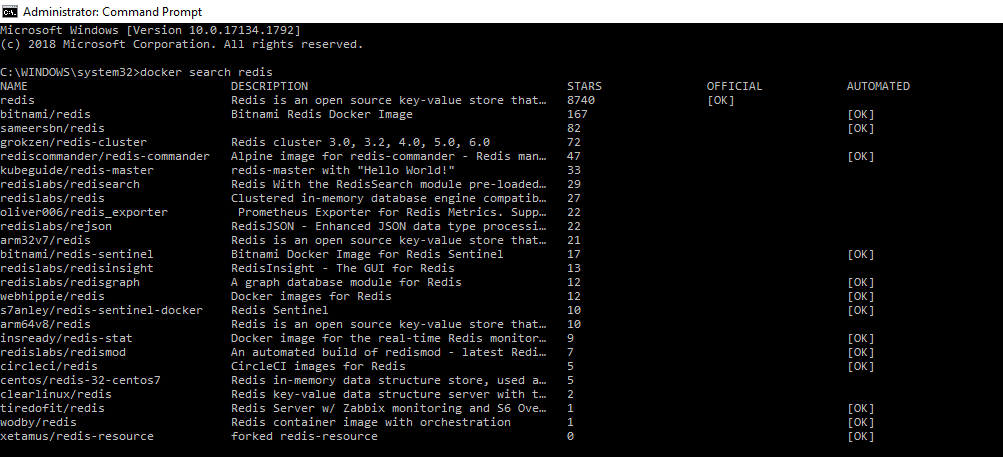 Administrator: Command Prompt
Microsoft Windows [Version 10.0.17134.1792]
(c) 2018 Microsoft Corporation. All rights reserved.
C:\WINDOWS\system32>docker search redis
NAME DESCRIPTION STARS OFFICIAL AUTOMATED
redis Redis is an open source key-value store that… 8740 [OK]
bitnami/redis Bitnami Redis Docker Image 167 [OK]
sameersbn/redis 82 [OK]
grokzen/redis-cluster Redis cluster 3.0, 3.2, 4.0, 5.0, 6.0 72
rediscommander/redis-commander Alpine image for redis-commander - Redis man… 47 [OK]
kubeguide/redis-master redis-master with "Hello World!" 33
redislabs/redisearch Redis With the RedisSearch module pre-loaded… 29
redislabs/redis Clustered in-memory database engine compatib… 27
oliver006/redis_exporter Prometheus Exporter for Redis Metrics. Supp… 22
redislabs/rejson RedisJSON - Enhanced JSON data type processi… 22
arm32v7/redis Redis is an open source key-value store that… 21
bitnami/redis-sentinel Bitnami Docker Image for Redis Sentinel 17 [OK]
redislabs/redisinsight RedisInsight - The GUI for Redis 13
redislabs/redisgraph A graph database module for Redis 12 [OK]
webhippie/redis Docker images for Redis 12 [OK]
s7anley/redis-sentinel-docker Redis Sentinel 10 [OK]
arm64v8/redis Redis is an open source key-value store that… 10
insready/redis-stat Docker image for the real-time Redis monitor… 9 [OK]
redislabs/redismod An automated build of redismod - latest Redi… 7 [OK]
circleci/redis CircleCI images for Redis 5 [OK]
centos/redis-32-centos7 Redis in-memory data structure store, used a… 5
clearlinux/redis Redis key-value data structure server with t… 2
tiredofit/redis Redis Server w/ Zabbix monitoring and S6 Ove… 1 [OK]
wodby/redis Redis container image with orchestration 1 [OK]
xetamus/redis-resource forked redis-resource 0 [OK]